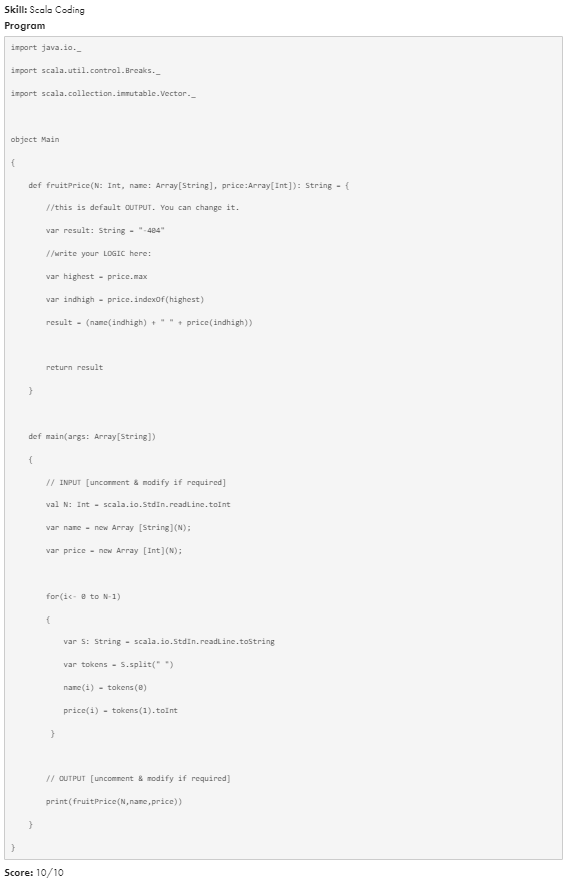 Skill: Scala Coding
Program
import java.io._
import scala.util.control.Breaks._
import scala.collection.immutable.Vector._
object Main
{
def fruitPrice(N: Int, name: Array[String], price:Array[Int]): String = {
//this is default OUTPUT. You can change it.
var result: String = "-404"
//write your LOGIC here:
var highest = price.max
var indhigh = price.indexOf(highest)
result = (name(indhigh) + " " + price(indhigh))
return result
}
def main(args: Array[String])
{
// INPUT [uncomment & modify if required]
val N: Int = scala.io.StdIn.readLine.toInt
var name = new Array [String](N);
var price = new Array [Int](N);
for(i<- 0 to N-1)
{
var S: String = scala.io.StdIn.readLine.toString
var tokens = S.split(" ")
name(i) = tokens(0)
price(i) = tokens(1).toInt
}
// OUTPUT [uncomment & modify if required]
print(fruitPrice(N,name,price))
}
}
Score: 10/10